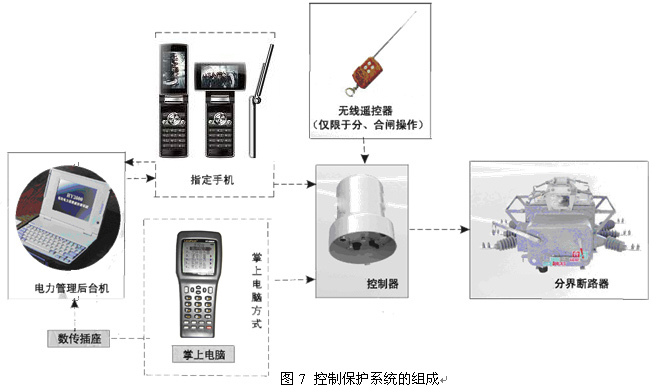 无线遥控器
（仅限于分、合闸操作）
指定手机
电力管理后台机
掌上电脑方式
控制器
分界断路器
数传插座
掌上电脑
图 7 控制保护系统的组成